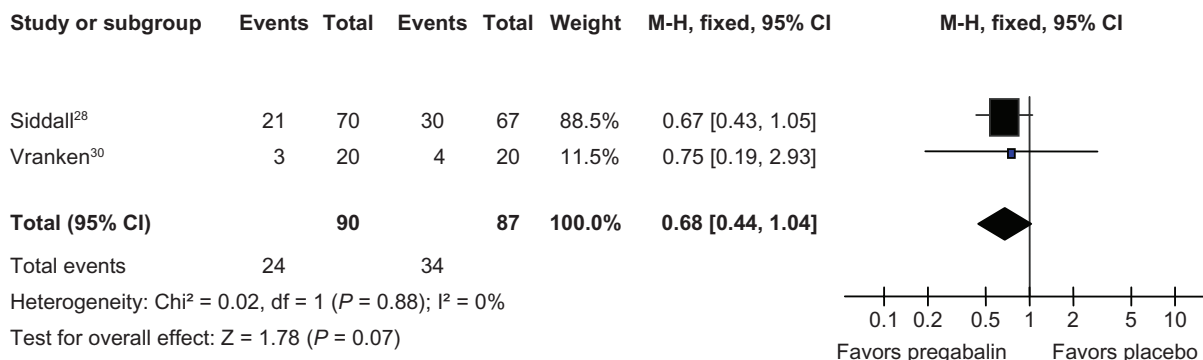 Study or subgroup Events Total Events Total Weight M-H, fixed, 95% CI M-H, fixed, 95% CI
Siddall²⁸ 21 70 30 67 88.5% 0.67 [0.43, 1.05]
Vranken³⁰ 3 20 4 20 11.5% 0.75 [0.19, 2.93]
Total (95% CI) 90 87 100.0% 0.68 [0.44, 1.04]
Total events 24 34
Heterogeneity: Chi² = 0.02, df = 1 (P = 0.88); I² = 0%
Test for overall effect: Z = 1.78 (P = 0.07)
0.1 0.2 0.5 1 2 5 10
Favors pregabalin Favors placebo